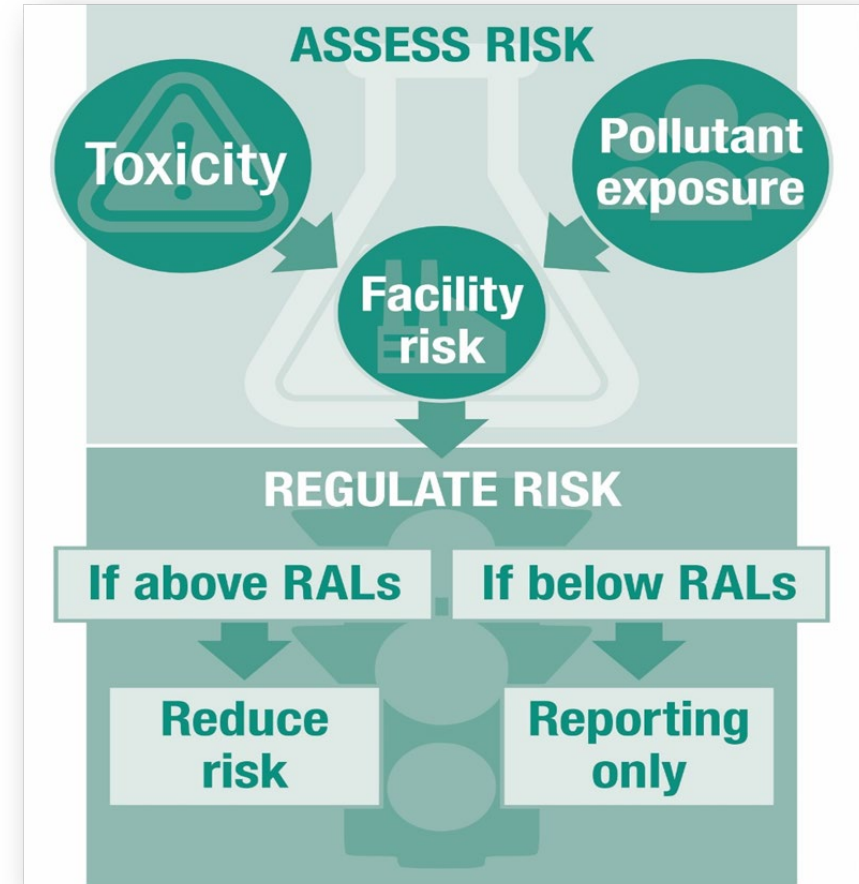 ASSESS RISK
Toxicity
Pollutant
exposure
Facility
risk
REGULATE RISK
If above RALs
If below RALs
Reduce
risk
Reporting
only